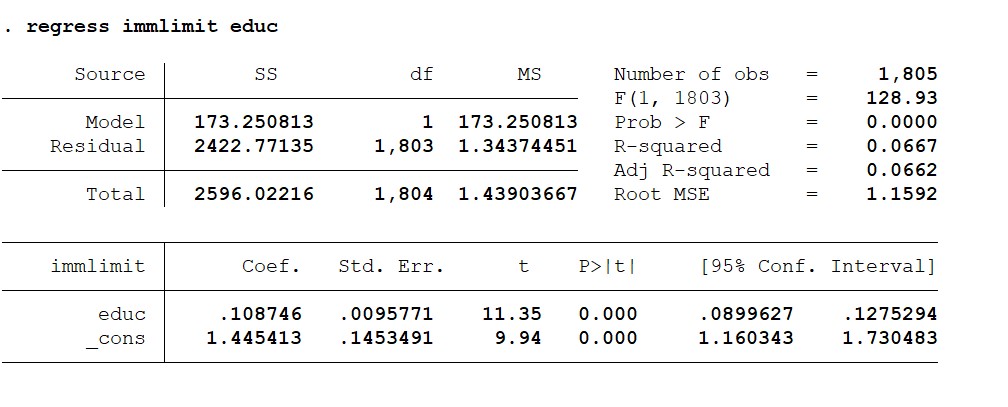 . regress immlimit educ
Source SS df MS Number of obs = 1,805
F(1, 1803) = 128.93
Model 173.250813 1 173.250813 Prob > F = 0.0000
Residual 2422.77135 1,803 1.34374451 R-squared = 0.0667
Adj R-squared = 0.0662
Total 2596.02216 1,804 1.43903667 Root MSE = 1.1592
immlimit Coef. Std. Err. t P>|t| [95% Conf. Interval]
educ .108746 .0095771 11.35 0.000 .0899627 .1275294
_cons 1.445413 .1453491 9.94 0.000 1.160343 1.730483